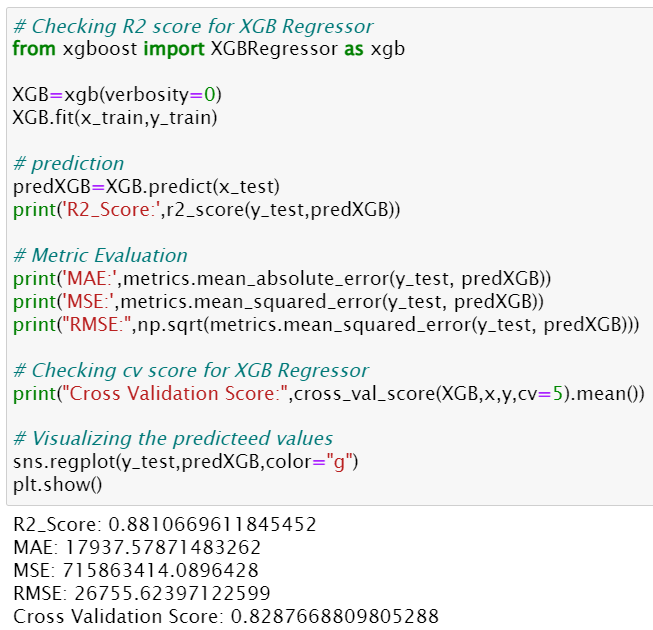 # Checking R2 score for XGB Regressor
from xgboost import XGBRegressor as xgb
XGB=xgb(verbosity=0)
XGB.fit(x_train,y_train)
# prediction
predXGB=XGB.predict(x_test)
print('R2_Score:',r2_score(y_test,predXGB))
# Metric Evaluation
print('MAE:',metrics.mean_absolute_error(y_test, predXGB))
print('MSE:',metrics.mean_squared_error(y_test, predXGB))
print("RMSE:",np.sqrt(metrics.mean_squared_error(y_test, predXGB)))
# Checking cv score for XGB Regressor
print("Cross Validation Score:",cross_val_score(XGB,x,y,cv=5).mean())
# Visualizing the predicteed values
sns.regplot(y_test,predXGB,color="g")
plt.show()
R2_Score: 0.8810669611845452
MAE: 17937.57871483262
MSE: 715863414.0896428
RMSE: 26755.62397122599
Cross Validation Score: 0.8287668809805288